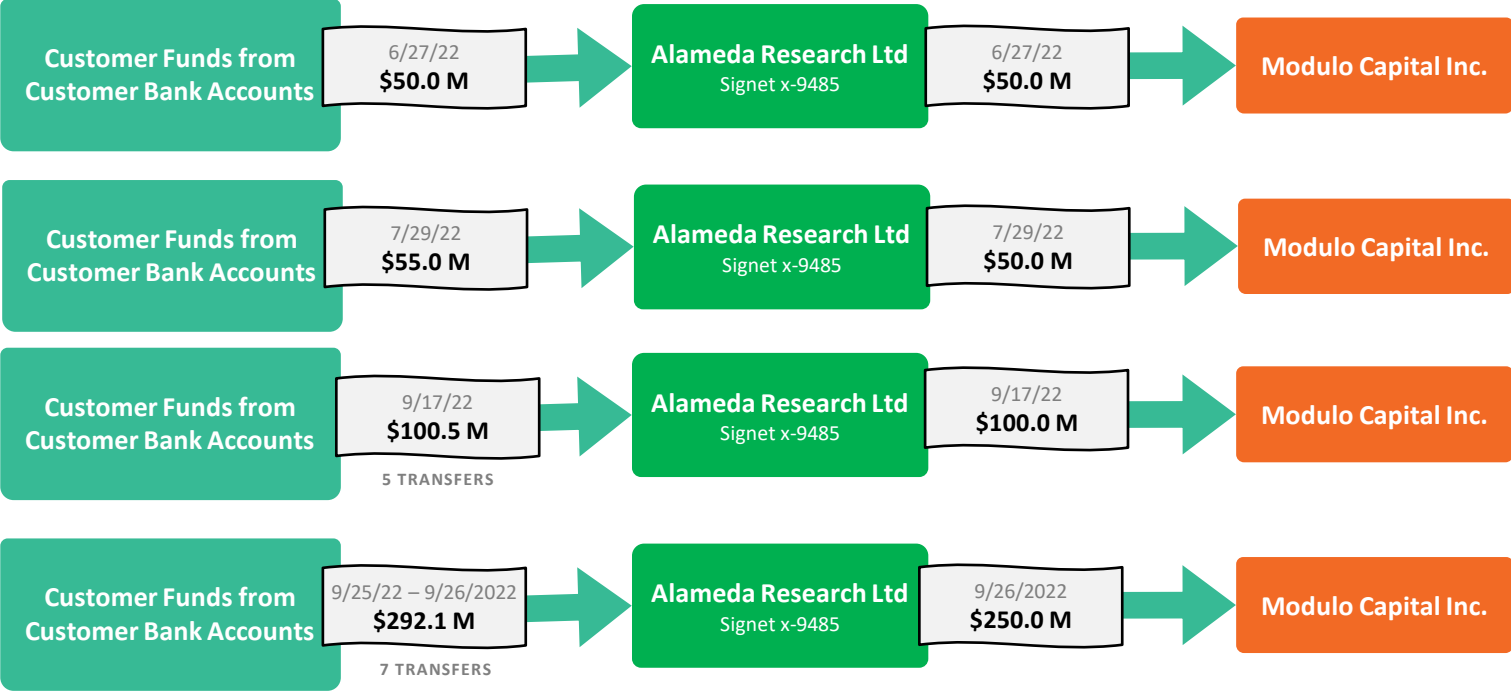 Customer Funds from
Customer Bank Accounts
6/27/22
$50.0 M
Alameda Research Ltd
Signet x-9485
6/27/22
$50.0 M
Modulo Capital Inc.
Customer Funds from
Customer Bank Accounts
7/29/22
$55.0 M
Alameda Research Ltd
Signet x-9485
7/29/22
$50.0 M
Modulo Capital Inc.
Customer Funds from
Customer Bank Accounts
9/17/22
$100.5 M
5 TRANSFERS
Alameda Research Ltd
Signet x-9485
9/17/22
$100.0 M
Modulo Capital Inc.
Customer Funds from
Customer Bank Accounts
9/25/22 – 9/26/2022
$292.1 M
7 TRANSFERS
Alameda Research Ltd
Signet x-9485
9/26/2022
$250.0 M
Modulo Capital Inc.